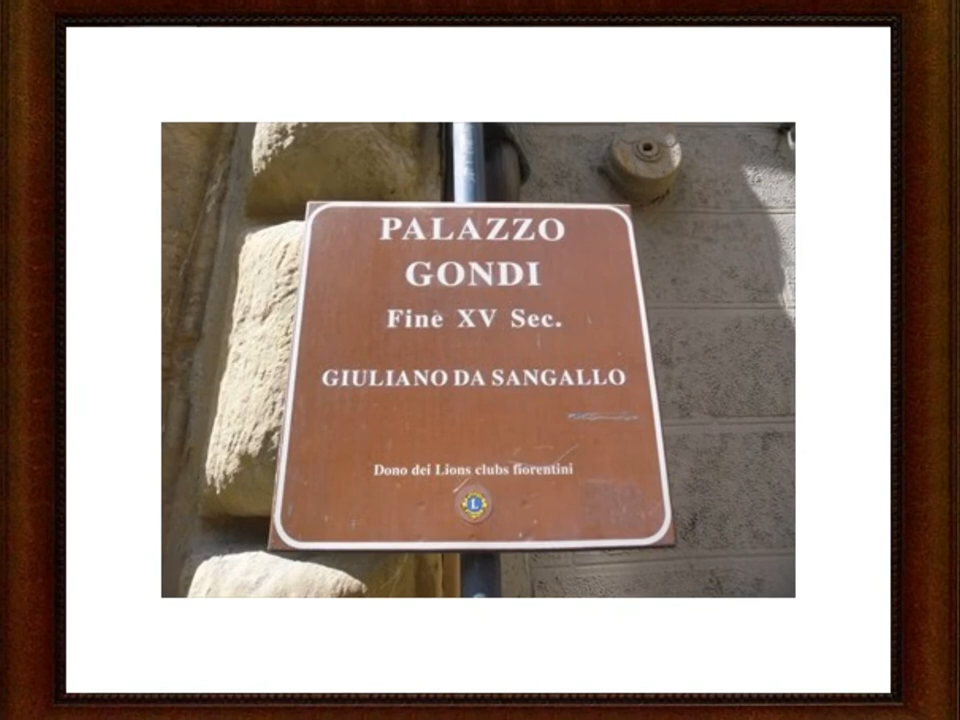 PALAZZO
GONDI
Fine XV Sec.
GIULIANO DA SANGALLO
Dono dei Lions clubs fiorentini
L